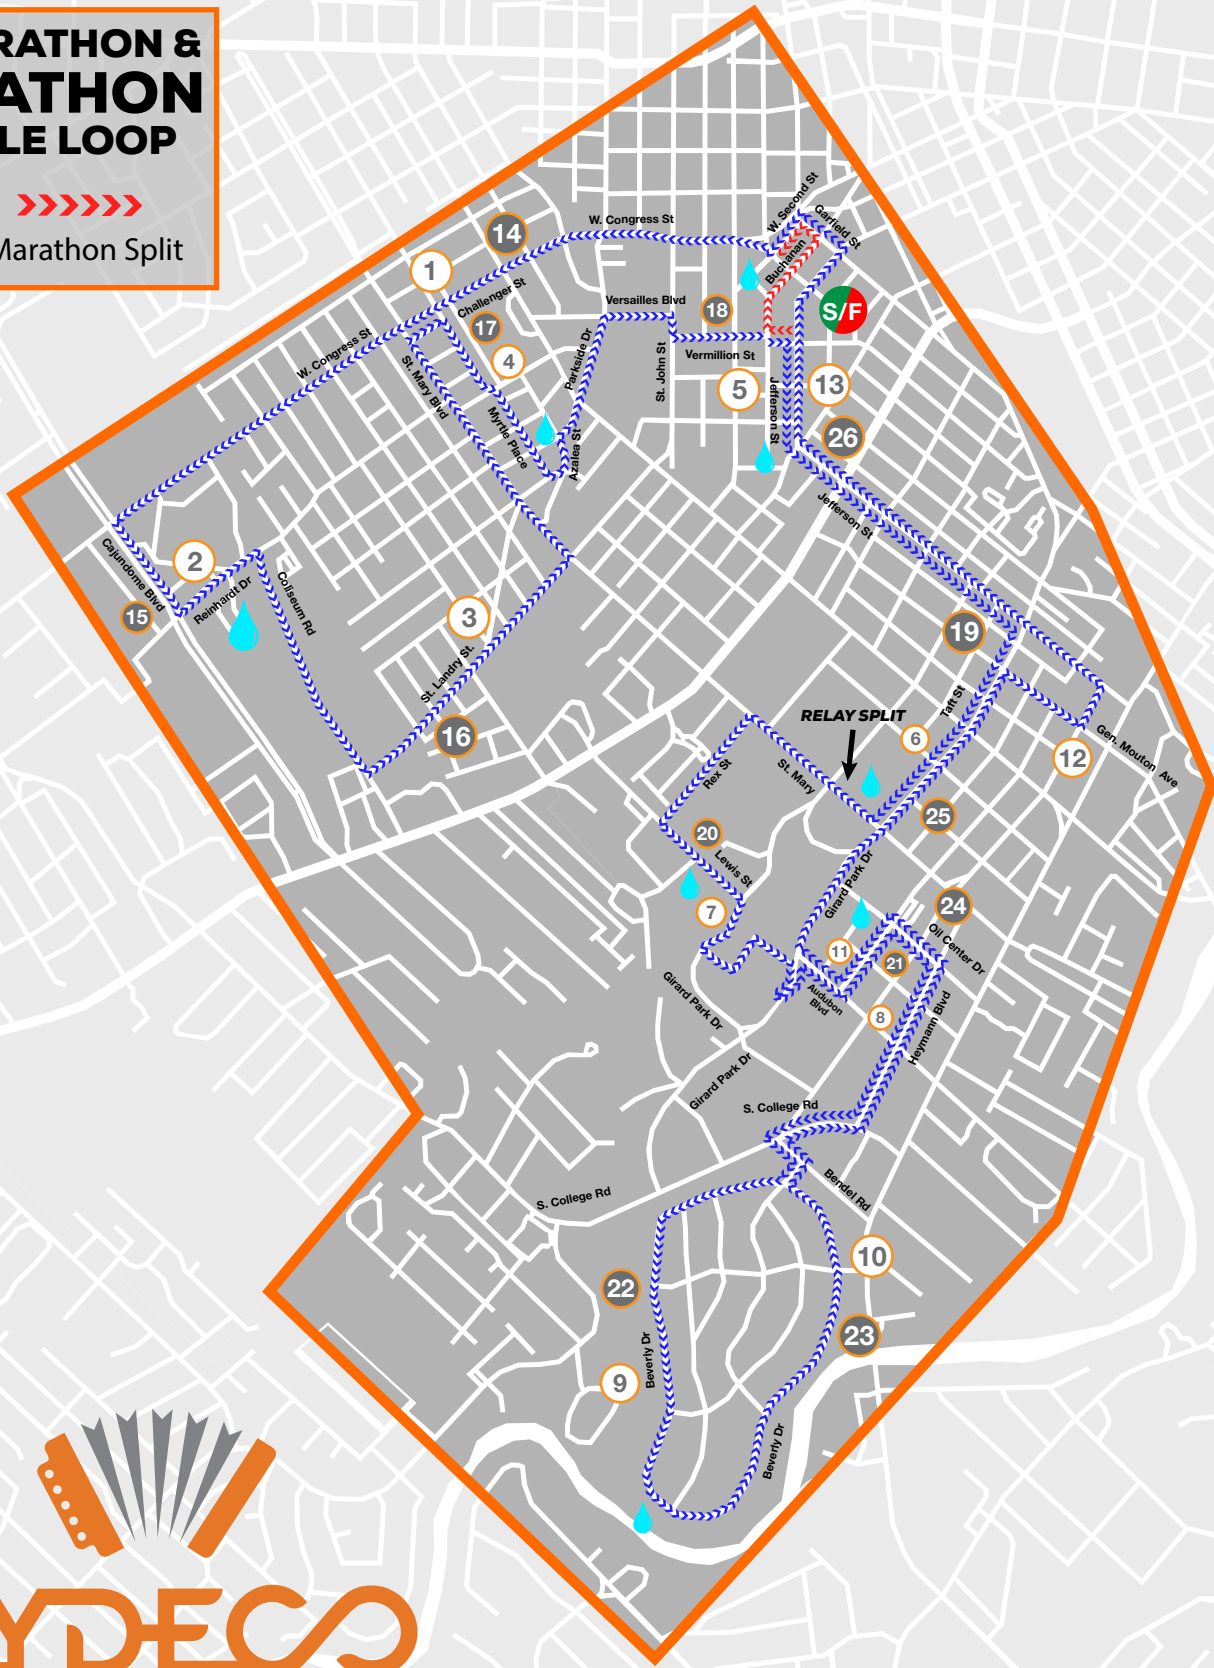 RATHON &
ATHON
LE LOOP
Marathon Split
W. Second St
Garfield St
W. Congress St
14
Buchanan
1
Challenger St
Versailles Blvd
18
S/F
17
W. Congress St
St. Mary Blvd
4
Parkside Dr
St. John St
Vermillion St
5
Jefferson St
13
Myrtle Place
Azalea St
26
Jefferson St
Cajundome Blvd
2
Reinhardt Dr
Coliseum Rd
15
3
19
St. Landry St.
16
Taft St
RELAY SPLIT
6
12
Gen. Mouton Ave
Rex St
St. Mary
25
20
Lewis St
Girard Park Dr
7
24
Oil Center Dr
11
21
Girard Park Dr
Audubon
Blvd
8
Heymann Blvd
Girard Park Dr
S. College Rd
S. College Rd
Bendel Rd
10
22
23
Beverly Dr
9
Beverly Dr
YDECO